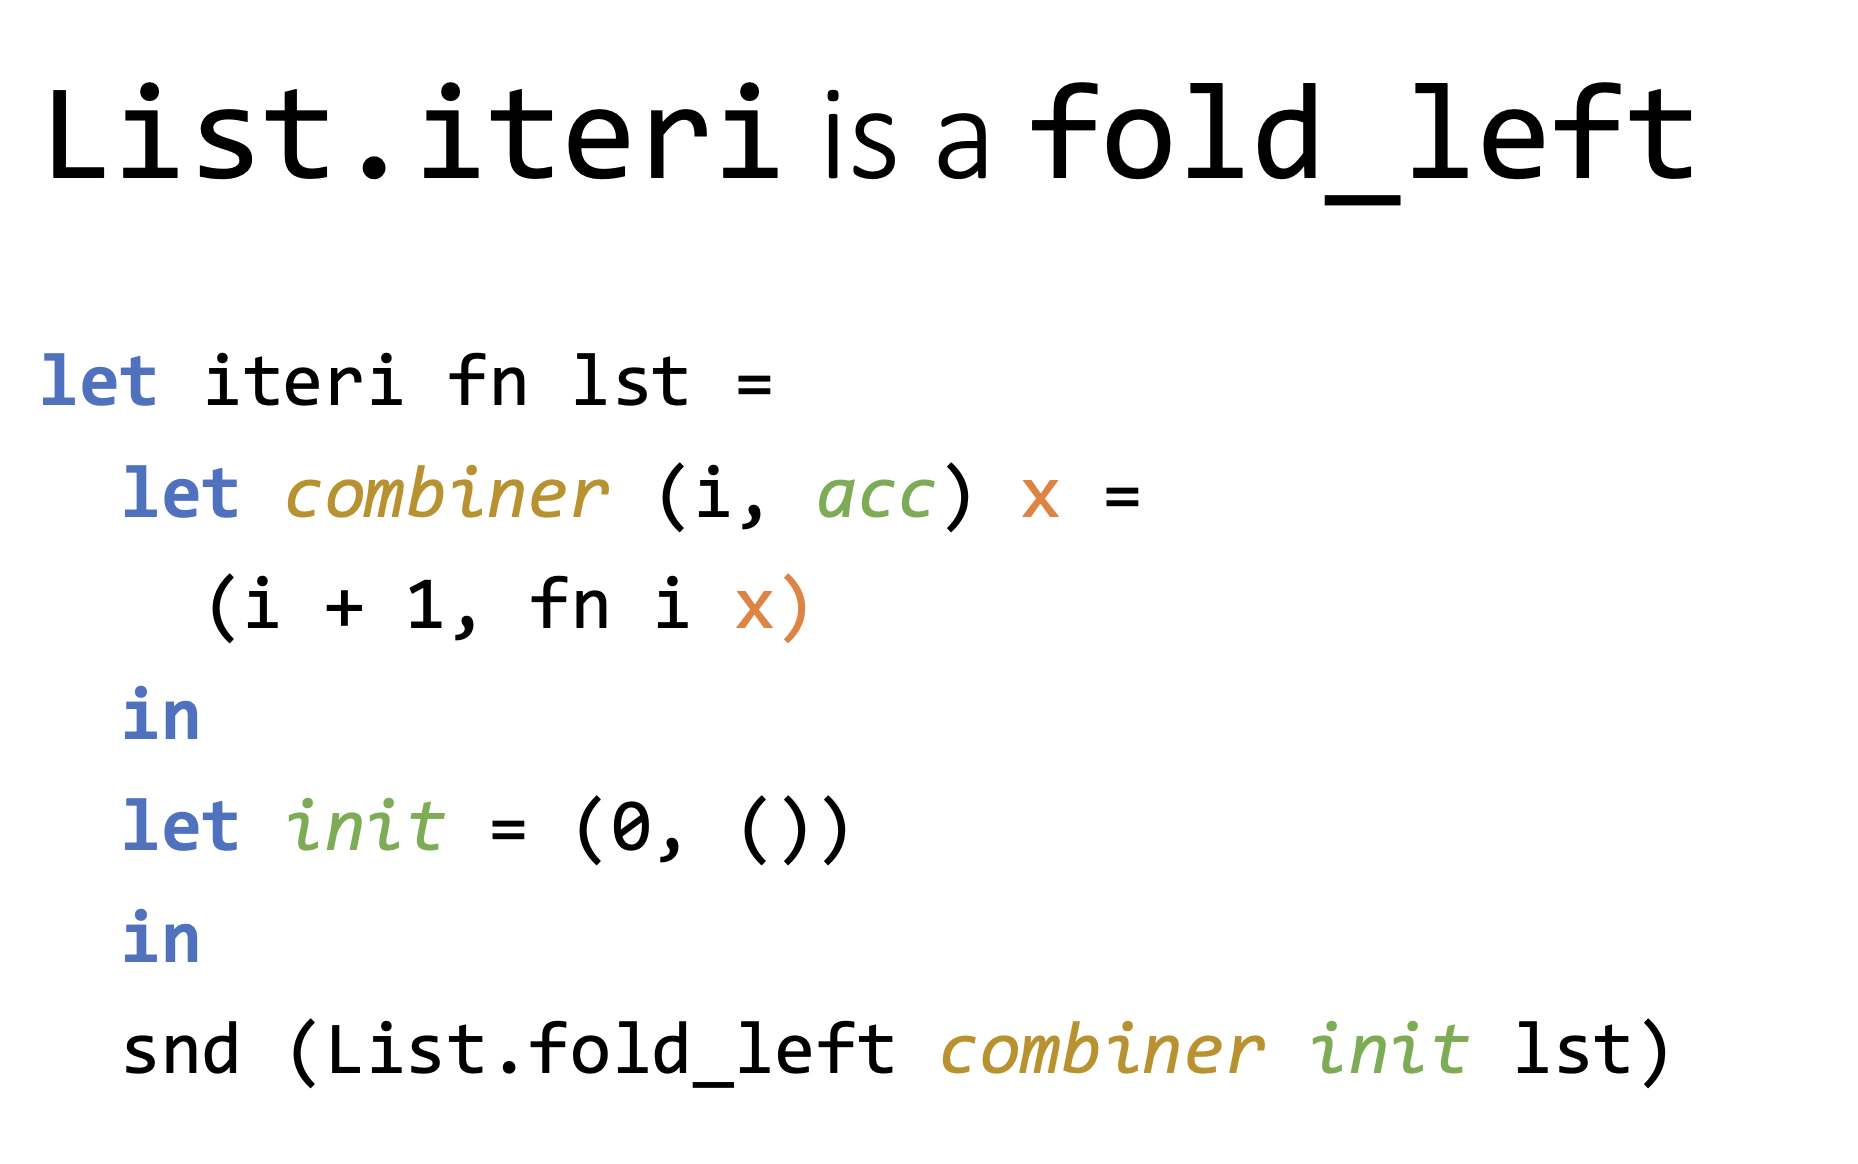 List.iteri is a fold_left
let iteri fn lst =
let combiner (i, acc) x =
(i + 1, fn i x)
in
let init = (0, ())
in
snd (List.fold_left combiner init lst)